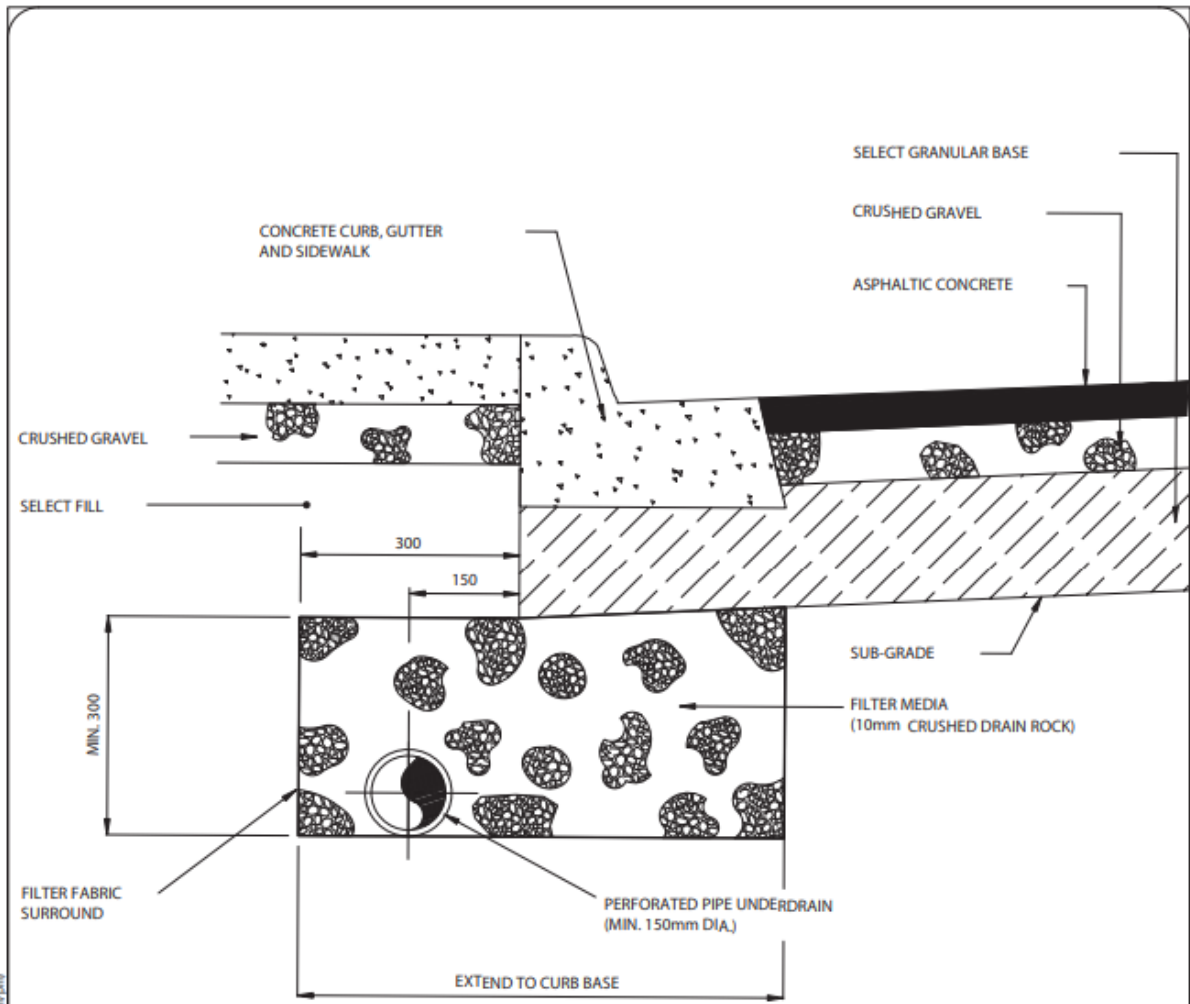 SELECT GRANULAR BASE
CRUSHED GRAVEL
CONCRETE CURB, GUTTER
AND SIDEWALK
ASPHALTIC CONCRETE
CRUSHED GRAVEL
SELECT FILL
300
150
MIN. 300
SUB-GRADE
FILTER MEDIA
(10mm CRUSHED DRAIN ROCK)
FILTER FABRIC
SURROUND
PERFORATED PIPE UNDERDRAIN
(MIN. 150mm DIA.)
EXTEND TO CURB BASE